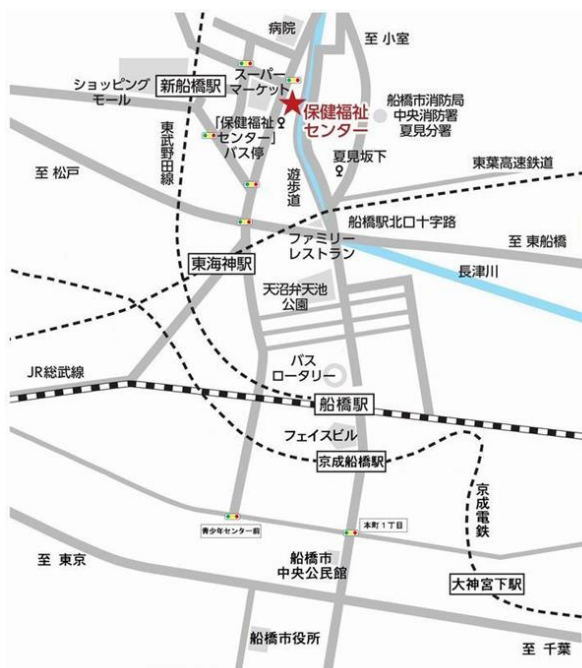 病院
至 小室
スーパー
マーケット
ショッピング
モール
新船橋駅
保健福祉
センター
船橋市消防局
中央消防署
夏見分署
「保健福祉
センター」
バス停
夏見坂下
東武野田線
遊歩道
東葉高速鉄道
至 松戸
船橋駅北口十字路
ファミリー
レストラン
至 東船橋
東海神駅
長津川
天沼弁天池
公園
バス
ロータリー
JR総武線
船橋駅
フェイスビル
京成船橋駅
京成電鉄
青少年センター前
本町1丁目
至 東京
船橋市
中央公民館
大神宮下駅
船橋市役所
至 千葉